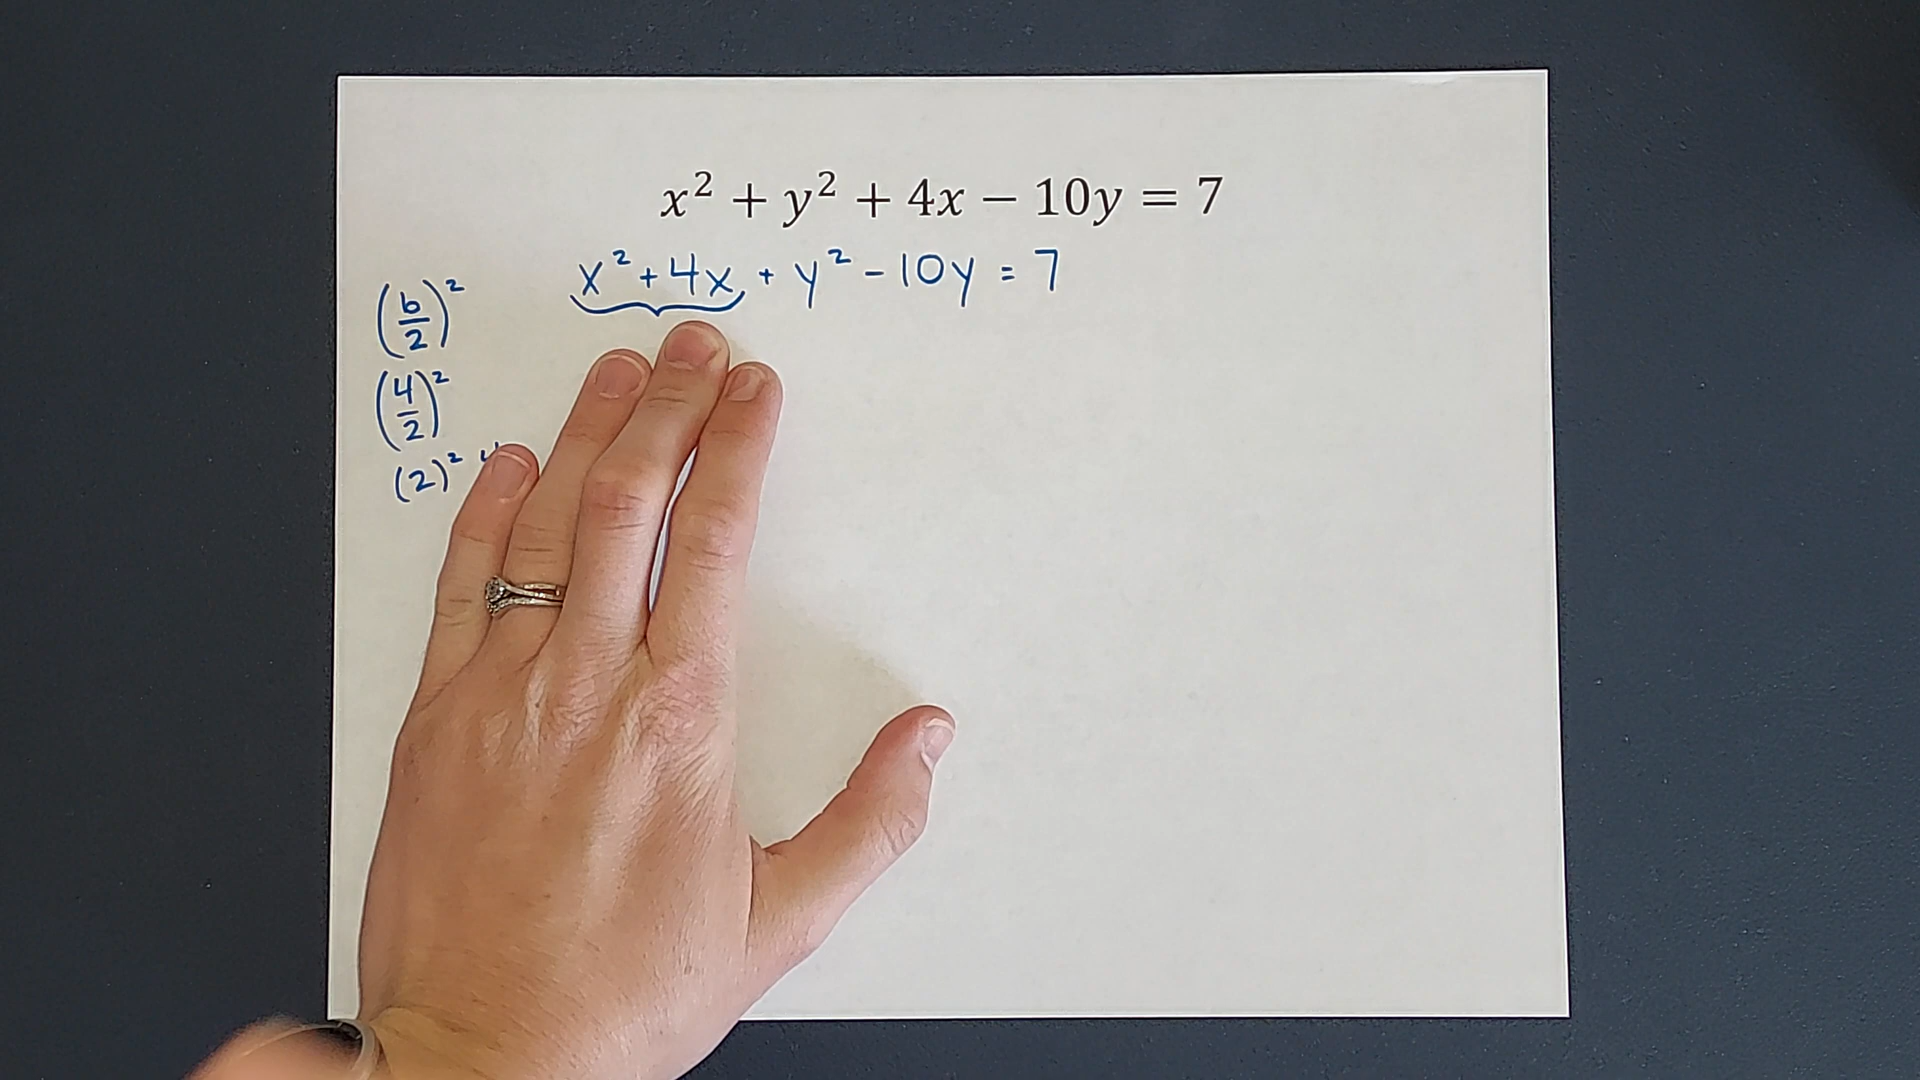 x² + y² + 4x − 10y = 7
x² + 4x + y² - 10y = 7
(b/2)²
(4/2)²
(2)²